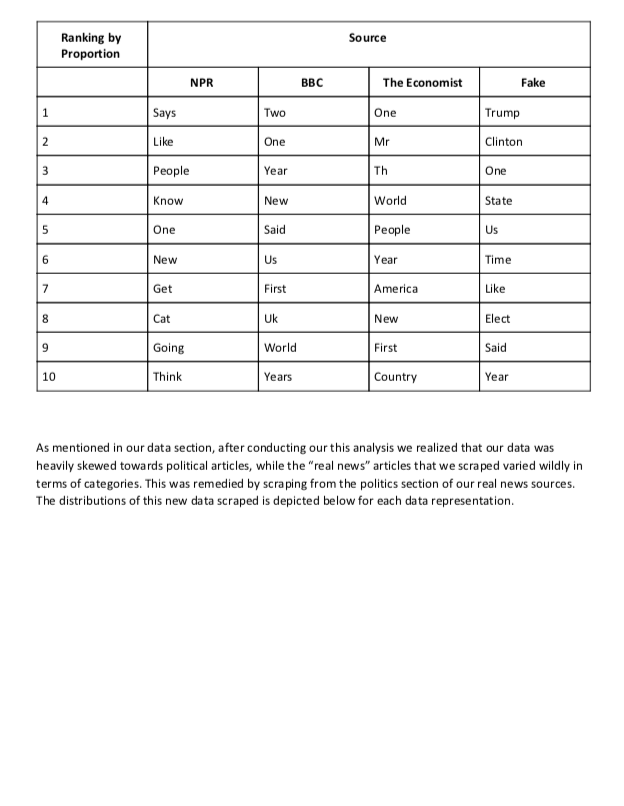 Ranking by Source
Proportion
NPR BBC The Economist Fake
1 Says Two One Trump
2 Like One Mr Clinton
3 People Year Th One
4 Know New World State
5 One Said People Us
6 New Us Year Time
7 Get First America Like
8 Cat Uk New Elect
9 Going World First Said
10 Think Years Country Year
As mentioned in our data section, after conducting our this analysis we realized that our data was
heavily skewed towards political articles, while the “real news” articles that we scraped varied wildly in
terms of categories. This was remedied by scraping from the politics section of our real news sources.
The distributions of this new data scraped is depicted below for each data representation.